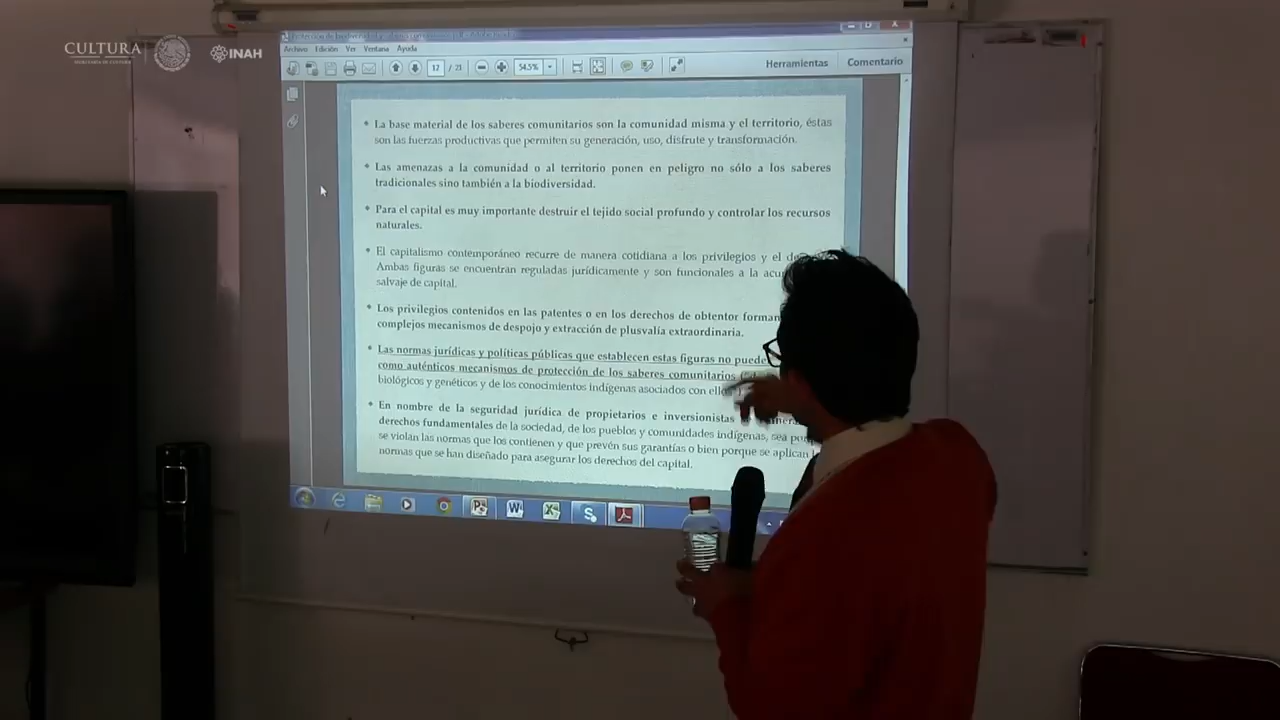 CULTURA
INAH
Archivo Edición Ver Ventana Ayuda
12 / 21
54.5%
Herramientas Comentario
* La base material de los saberes comunitarios son la comunidad misma y el territorio, éstas
son las fuerzas productivas que permiten su generación, uso, disfrute y transformación.
* Las amenazas a la comunidad o al territorio ponen en peligro no sólo a los saberes
tradicionales sino también a la biodiversidad.
* Para el capital es muy importante destruir el tejido social profundo y controlar los recursos
naturales.
* El capitalismo contemporáneo recurre de manera cotidiana a los privilegios y el
Ambas figuras se encuentran reguladas jurídicamente y son funcionales a la
salvaje de capital.
* Los privilegios contenidos en las patentes o en los derechos de obtentor forman
complejos mecanismos de despojo y extracción de plusvalía extraordinaria.
* Las normas jurídicas y políticas públicas que establecen estas figuras no
como auténticos mecanismos de protección de los saberes comunitarios
biológicos y genéticos y de los conocimientos indígenas asociados con
* En nombre de la seguridad jurídica de propietarios e inversionistas
derechos fundamentales de la sociedad, de los pueblos y comunidades indígenas, sea
se violan las normas que los contienen y que prevén sus garantías o bien porque se aplican
normas que se han diseñado para asegurar los derechos del capital.